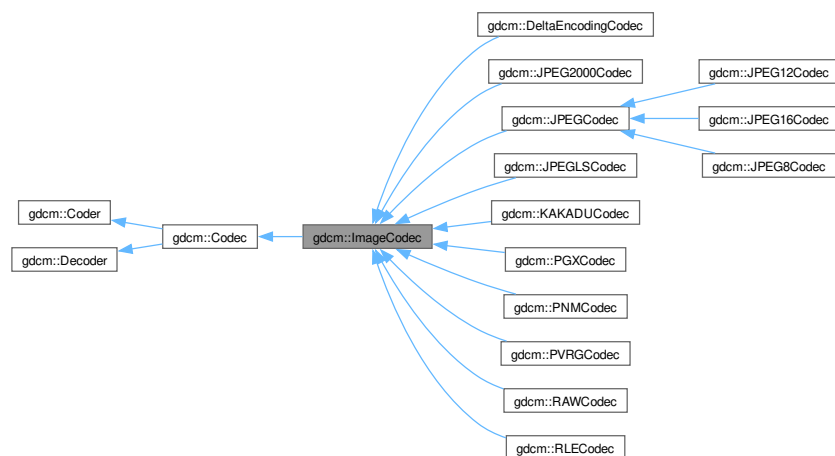 gdcm::DeltaEncodingCodec
gdcm::JPEG2000Codec
gdcm::JPEG12Codec
gdcm::JPEGCodec
gdcm::JPEG16Codec
gdcm::JPEGLSCodec
gdcm::JPEG8Codec
gdcm::Coder
gdcm::KAKADUCodec
gdcm::Codec
gdcm::ImageCodec
gdcm::Decoder
gdcm::PGXCodec
gdcm::PNMCodec
gdcm::PVRGCodec
gdcm::RAWCodec
gdcm::RLECodec